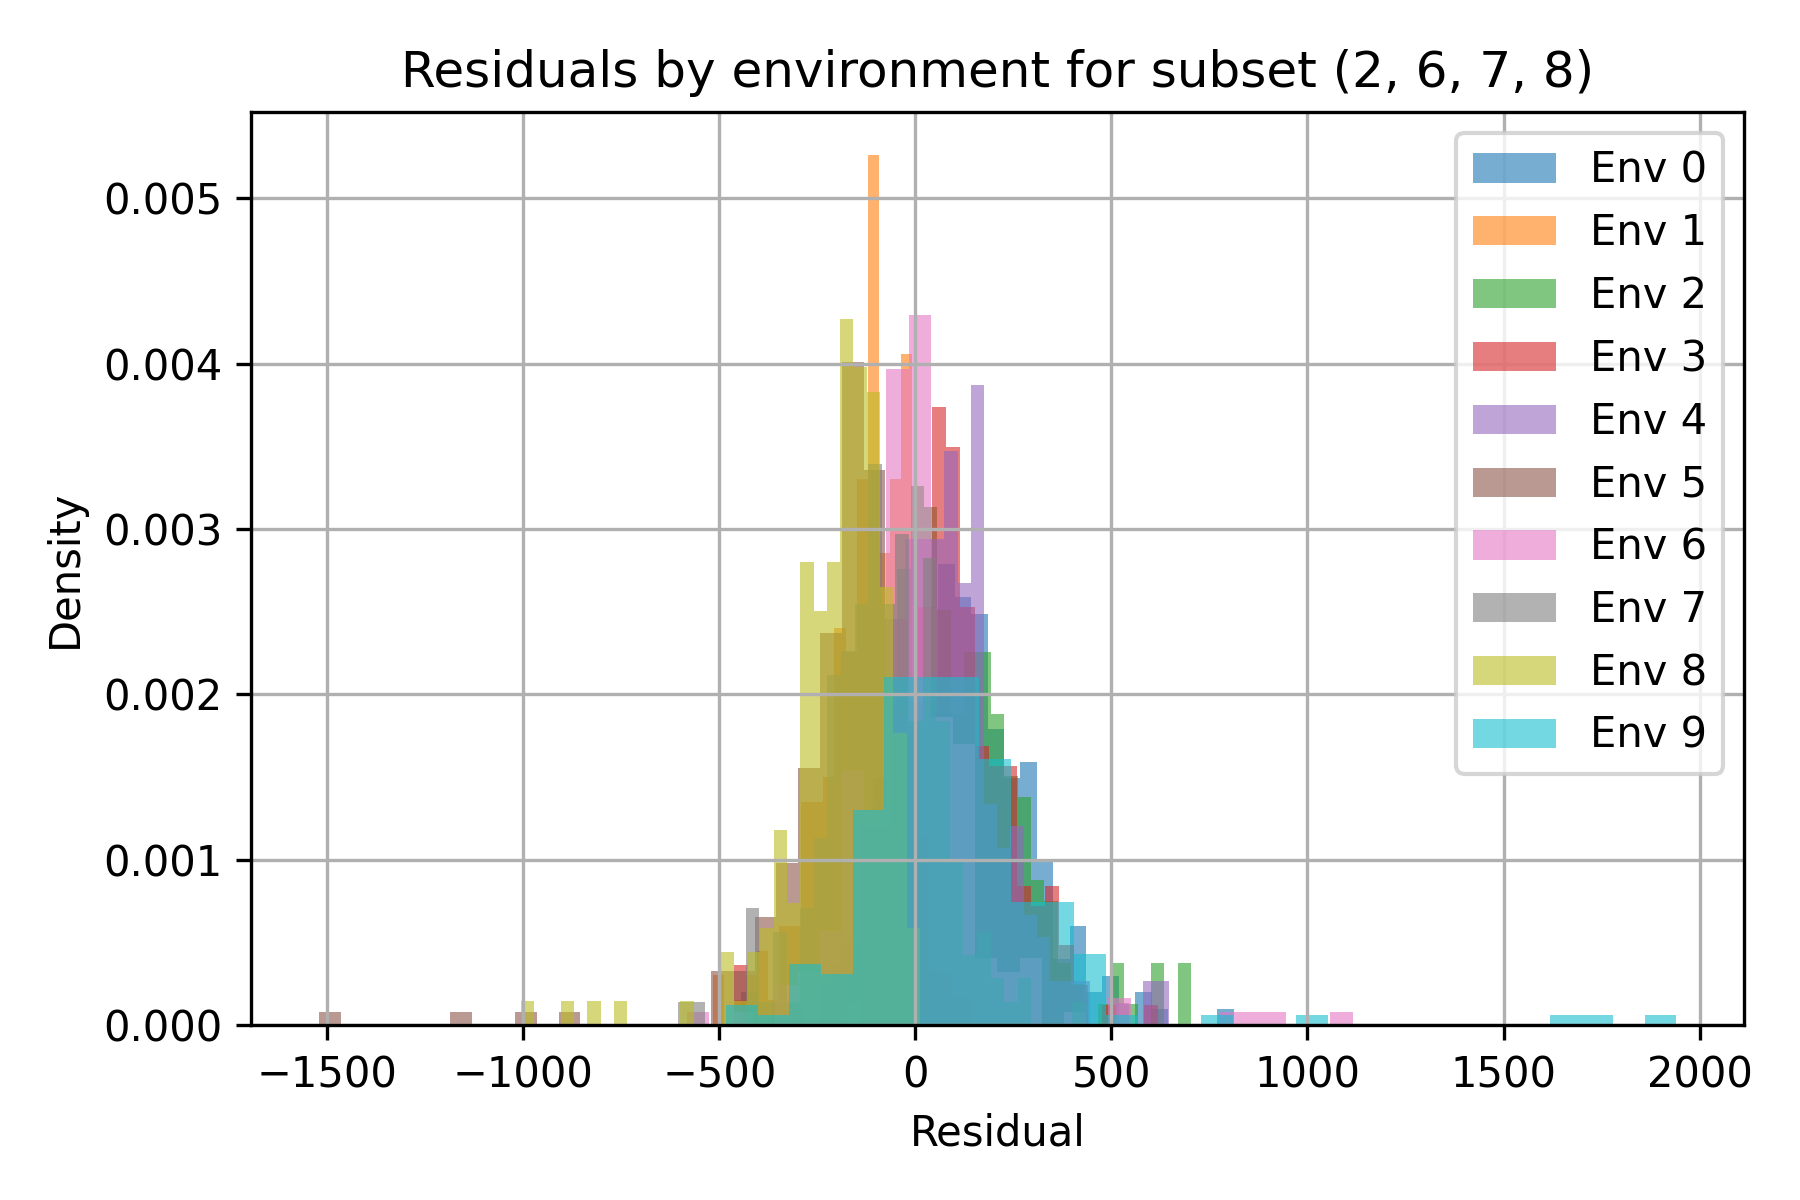 Residuals by environment for subset (2, 6, 7, 8)
Density
0.005
0.004
0.003
0.002
0.001
0.000
−1500
−1000
−500
0
500
1000
1500
2000
Residual
Env 0
Env 1
Env 2
Env 3
Env 4
Env 5
Env 6
Env 7
Env 8
Env 9